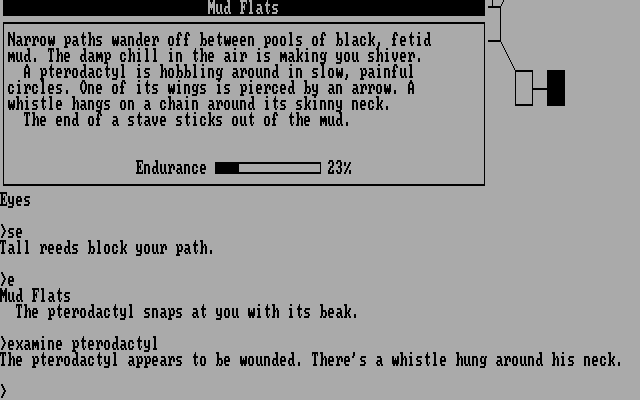 Mud Flats
Narrow paths wander off between pools of black, fetid
mud. The damp chill in the air is making you shiver.
A pterodactyl is hobbling around in slow, painful
circles. One of its wings is pierced by an arrow. A
whistle hangs on a chain around its skinny neck.
The end of a stave sticks out of the mud.
Endurance 23%
Eyes
>se
Tall reeds block your path.
>e
Mud Flats
The pterodactyl snaps at you with its beak.
>examine pterodactyl
The pterodactyl appears to be wounded. There's a whistle hung around his neck.
>